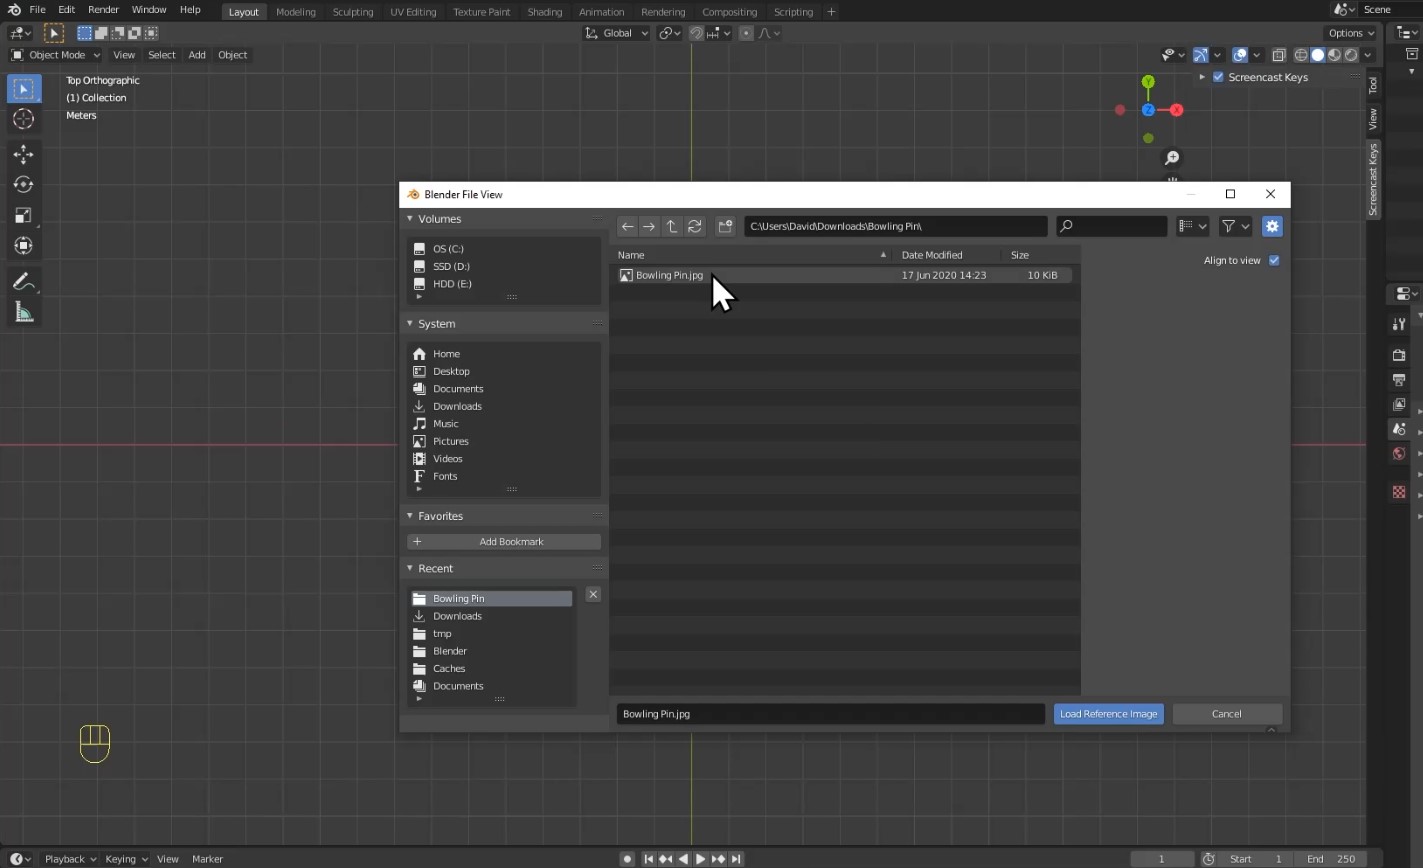 File Edit Render Window Help Layout Modeling Sculpting UV Editing Texture Paint Shading Animation Rendering Compositing Scripting + Scene
Global Options
Object Mode View Select Add Object
Top Orthographic
(1) Collection
Meters
Screencast Keys
Tool
View
Screencast Keys
Y
Z
X
Blender File View
Volumes
OS (C:)
SSD (D:)
HDD (E:)
System
Home
Desktop
Documents
Downloads
Music
Pictures
Videos
Fonts
Favorites
+ Add Bookmark
Recent
Bowling Pin
Downloads
tmp
Blender
Caches
Documents
C:\Users\David\Downloads\Bowling Pin\
Name Date Modified Size
Bowling Pin.jpg 17 Jun 2020 14:23 10 KiB
Align to view
Bowling Pin.jpg Load Reference Image Cancel
Playback Keying View Marker 1 Start 1 End 250